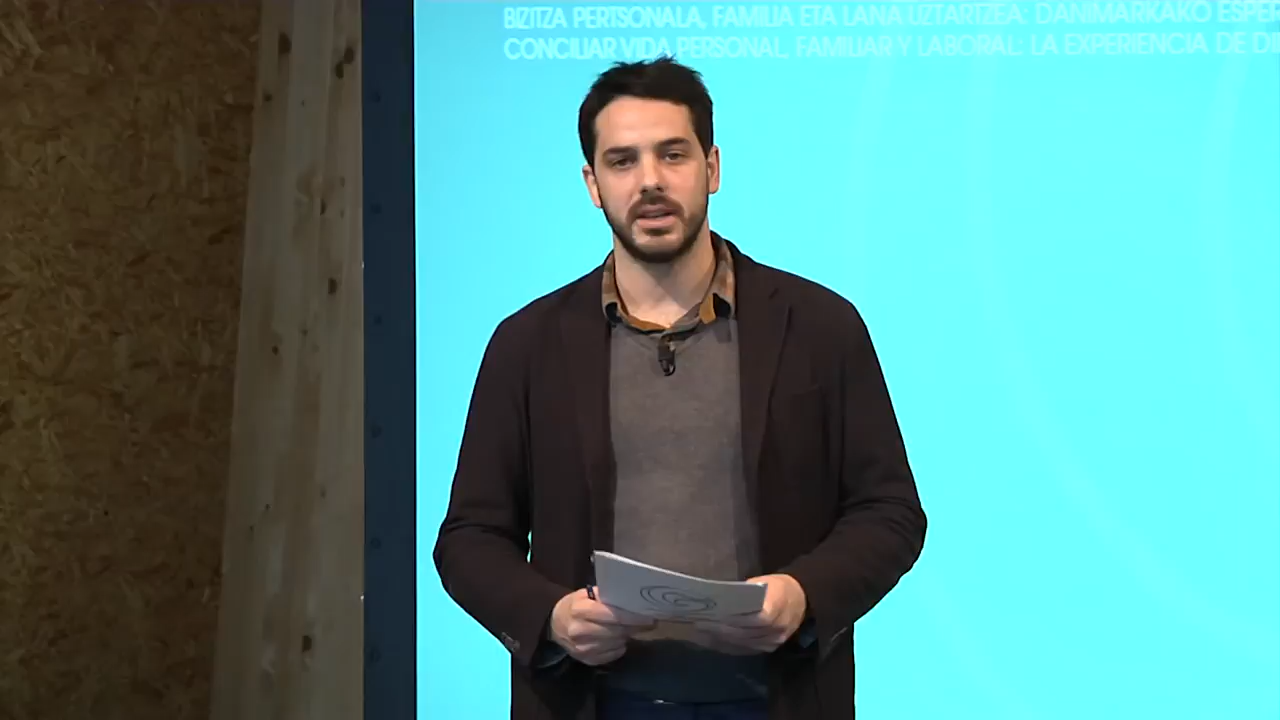 BIZITZA PERTSONALA, FAMILIA ETA LANA UZTARTZEA: DANIMARKAKO
CONCILIAR VIDA PERSONAL, FAMILIAR Y LABORAL: LA EXPERIENCIA DE